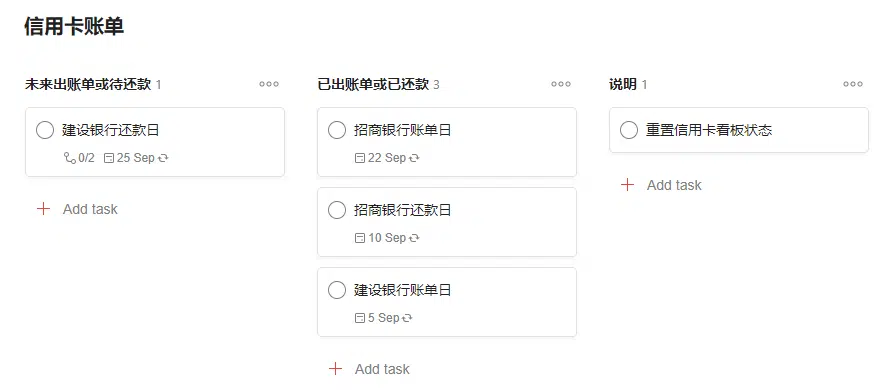 信用卡账单
未来出账单或待还款 1
建设银行还款日
0/2 25 Sep
Add task
已出账单或已还款 3
招商银行账单日
22 Sep
招商银行还款日
10 Sep
建设银行账单日
5 Sep
Add task
说明 1
重置信用卡看板状态
Add task